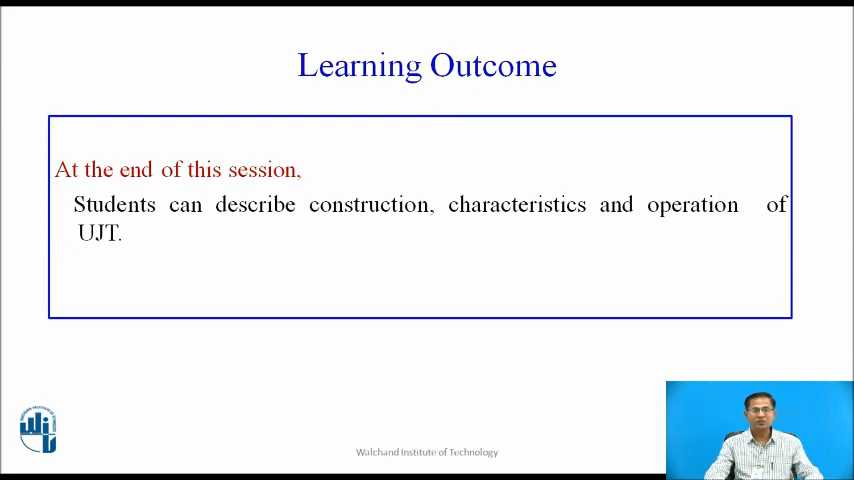 Learning Outcome
At the end of this session,
Students can describe construction, characteristics and operation of
UJT.
Walchand Institute of Technology